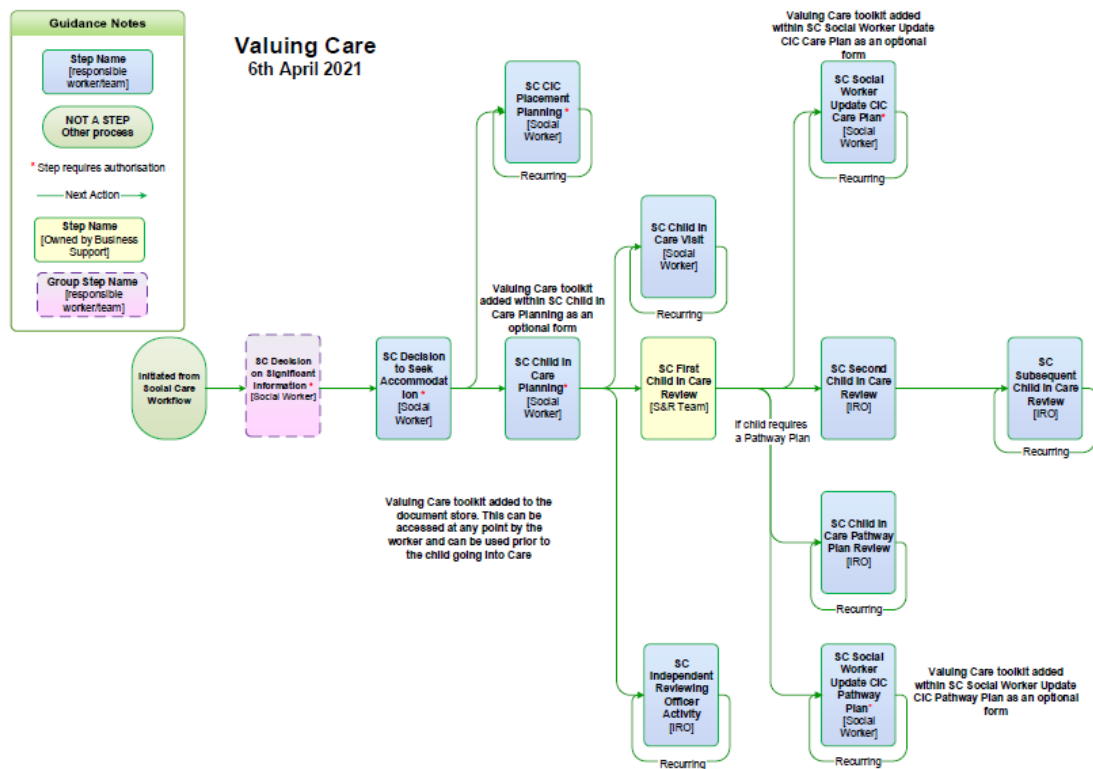 Guidance Notes
Step Name
[responsible
worker/team]
NOT A STEP
Other process
* Step requires authorisation
Next Action
Step Name
[Owned by Business
Support]
Group Step Name
[responsible
worker/team]
Valuing Care
6th April 2021
SC CIC
Placement
Planning *
[Social
Worker]
Recurring
Valuing Care toolkit added
within SC Social Worker Update
CIC Care Plan as an optional
form
SC Social
Worker
Update CIC
Care Plan*
[Social
Worker]
Recurring
SC Child in
Care Visit
[Social
Worker]
Recurring
Valuing Care toolkit
added within SC Child in
Care Planning as an
optional form
Initiated from
Social Care
Workflow
SC Decision
on Significant
Information *
[Social Worker]
SC Decision
to Seek
Accommodat
ion *
[Social
Worker]
SC Child in
Care
Planning*
[Social
Worker]
SC First
Child in Care
Review
[S&R Team]
If child requires
a Pathway Plan
SC Second
Child in Care
Review
[IRO]
SC
Subsequent
Child in Care
Review
[IRO]
Recurring
Valuing Care toolkit added to the
document store. This can be
accessed at any point by the
worker and can be used prior to
the child going into Care
SC Child in
Care Pathway
Plan Review
[IRO]
Recurring
SC
Independent
Reviewing
Officer
Activity
[IRO]
Recurring
SC Social
Worker
Update CIC
Pathway
Plan*
[Social
Worker]
Recurring
Valuing Care toolkit added
within SC Social Worker Update
CIC Pathway Plan as an optional
form